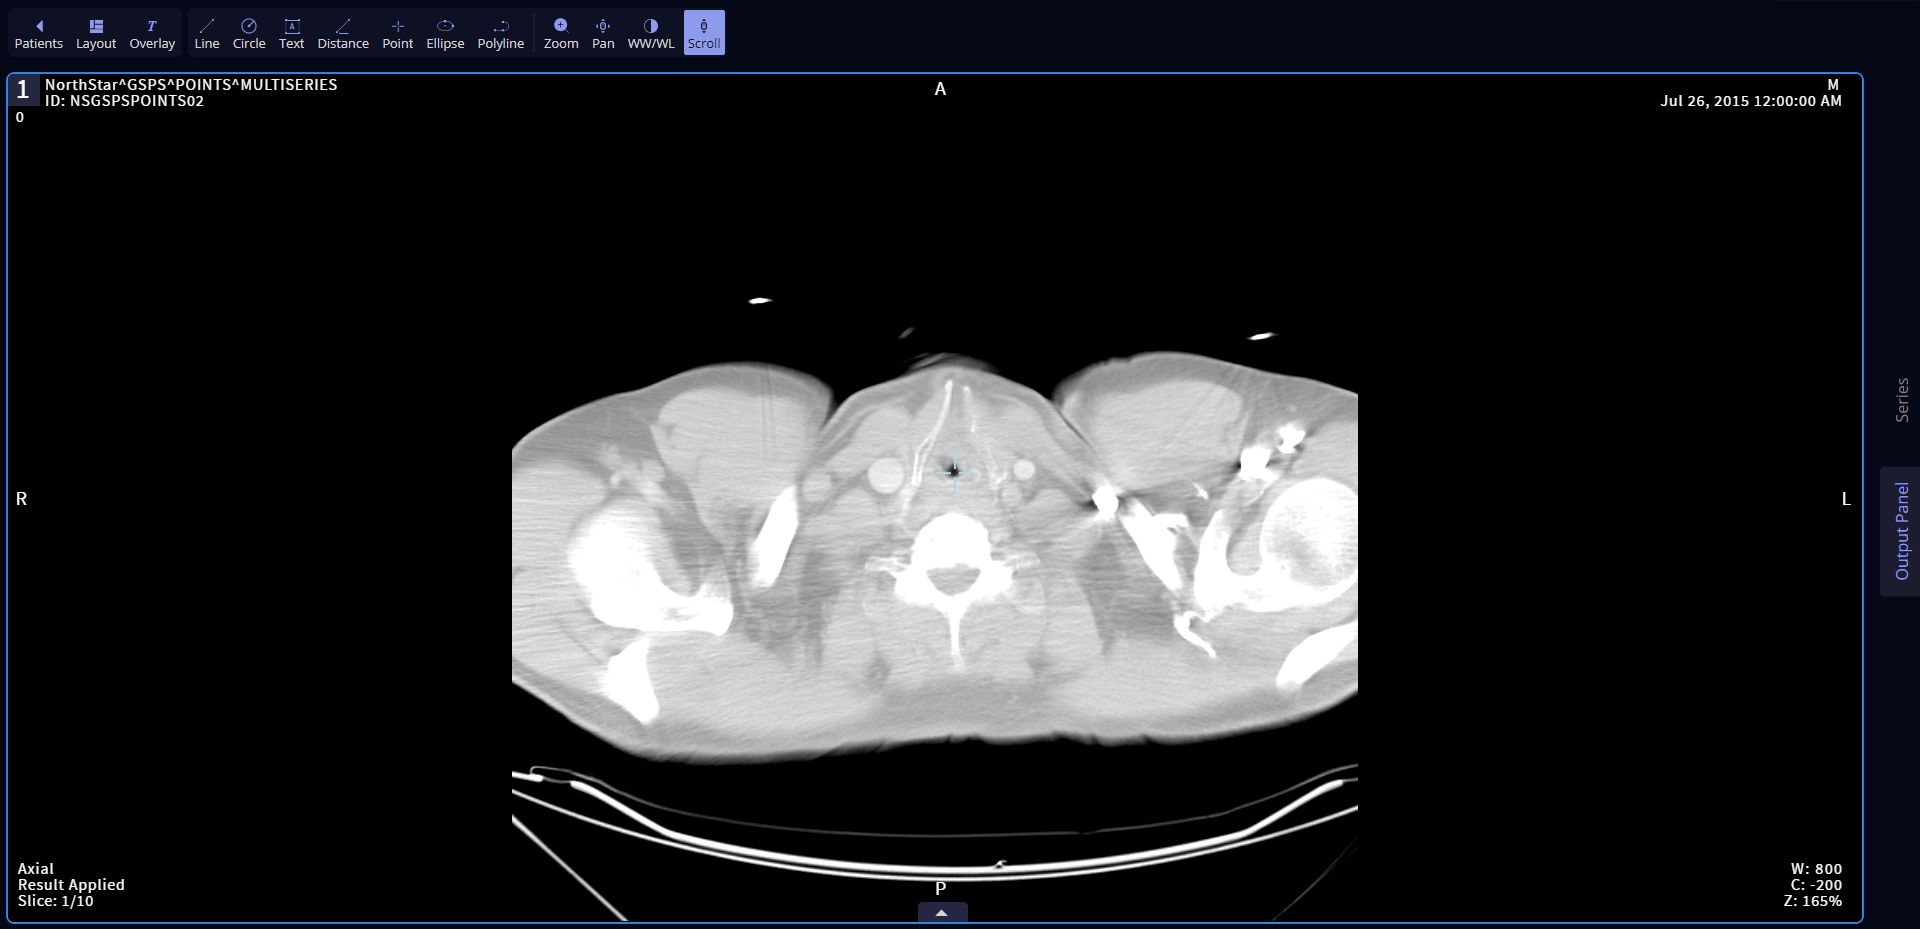 Patients Layout Overlay Line Circle Text Distance Point Ellipse Polyline Zoom Pan WW/WL Scroll
1
NorthStar^GSPS^POINTS^MULTISERIES
ID: NSGSPSPOINTS02
0
A
M
Jul 26, 2015 12:00:00 AM
R
L
Series
Output Panel
Axial
Result Applied
Slice: 1/10
P
W: 800
C: -200
Z: 165%